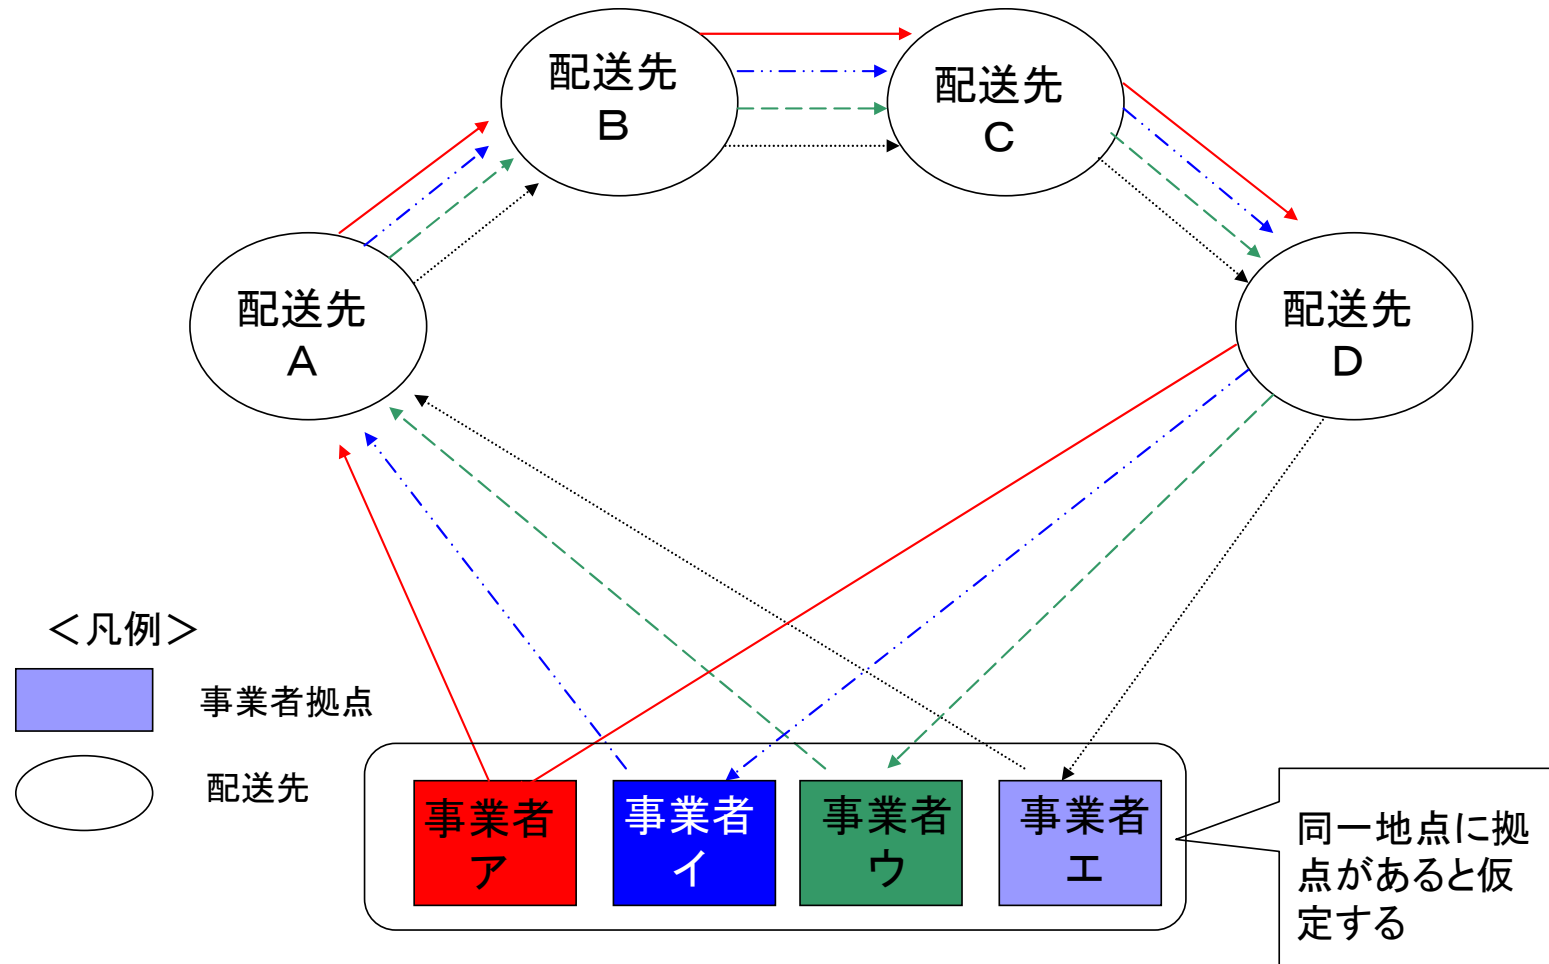 配送先
B
配送先
C
配送先
A
配送先
D
＜凡例＞
事業者拠点
配送先
事業者
ア
事業者
イ
事業者
ウ
事業者
エ
同一地点に拠
点があると仮
定する